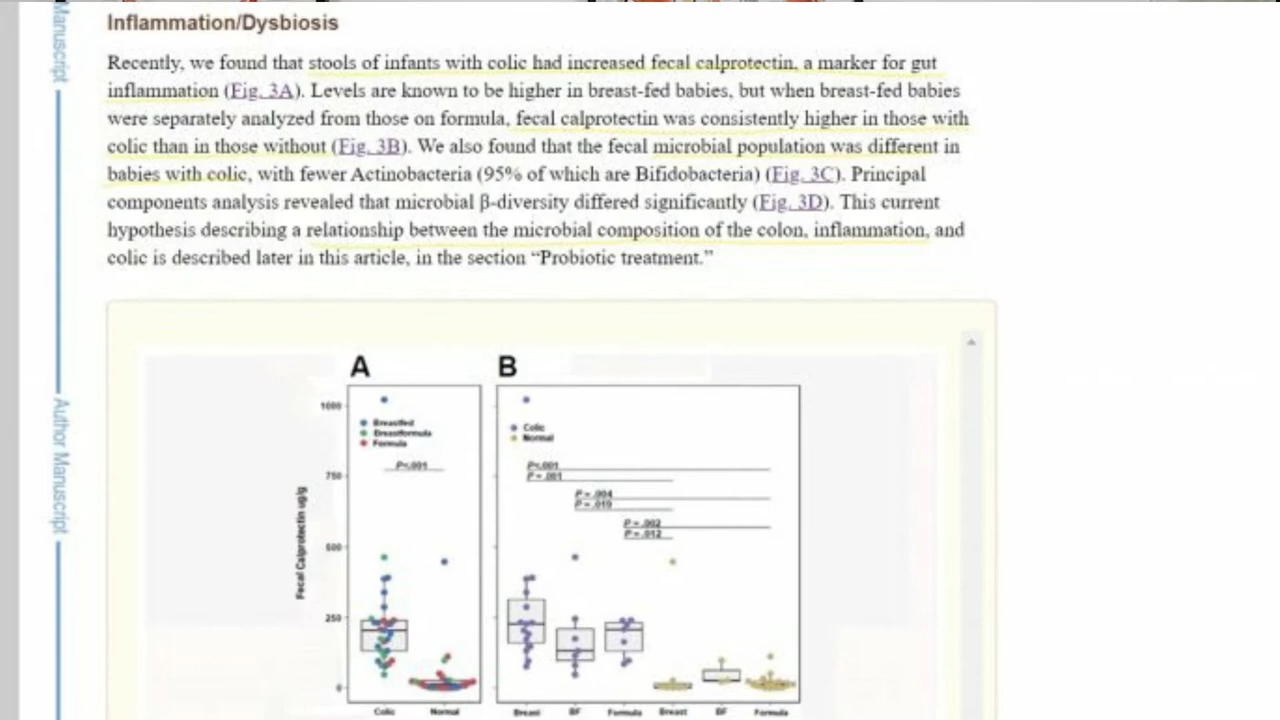 Manuscript
Inflammation/Dysbiosis
Recently, we found that stools of infants with colic had increased fecal calprotectin, a marker for gut
inflammation (Fig. 3A). Levels are known to be higher in breast-fed babies, but when breast-fed babies
were separately analyzed from those on formula, fecal calprotectin was consistently higher in those with
colic than in those without (Fig. 3B). We also found that the fecal microbial population was different in
babies with colic, with fewer Actinobacteria (95% of which are Bifidobacteria) (Fig. 3C). Principal
components analysis revealed that microbial β-diversity differed significantly (Fig. 3D). This current
hypothesis describing a relationship between the microbial composition of the colon, inflammation, and
colic is described later in this article, in the section “Probiotic treatment.”
Author Manuscript
A
B
1000
750
500
250
0
Fecal Calprotectin ug/g
Breastfed
Breastformula
Formula
P<.001
Colic
Normal
Colic
Normal
P<.001
P=.001
P=.004
P=.019
P=.002
P=.012
Breast
BF
Formula
Breast
BF
Formula